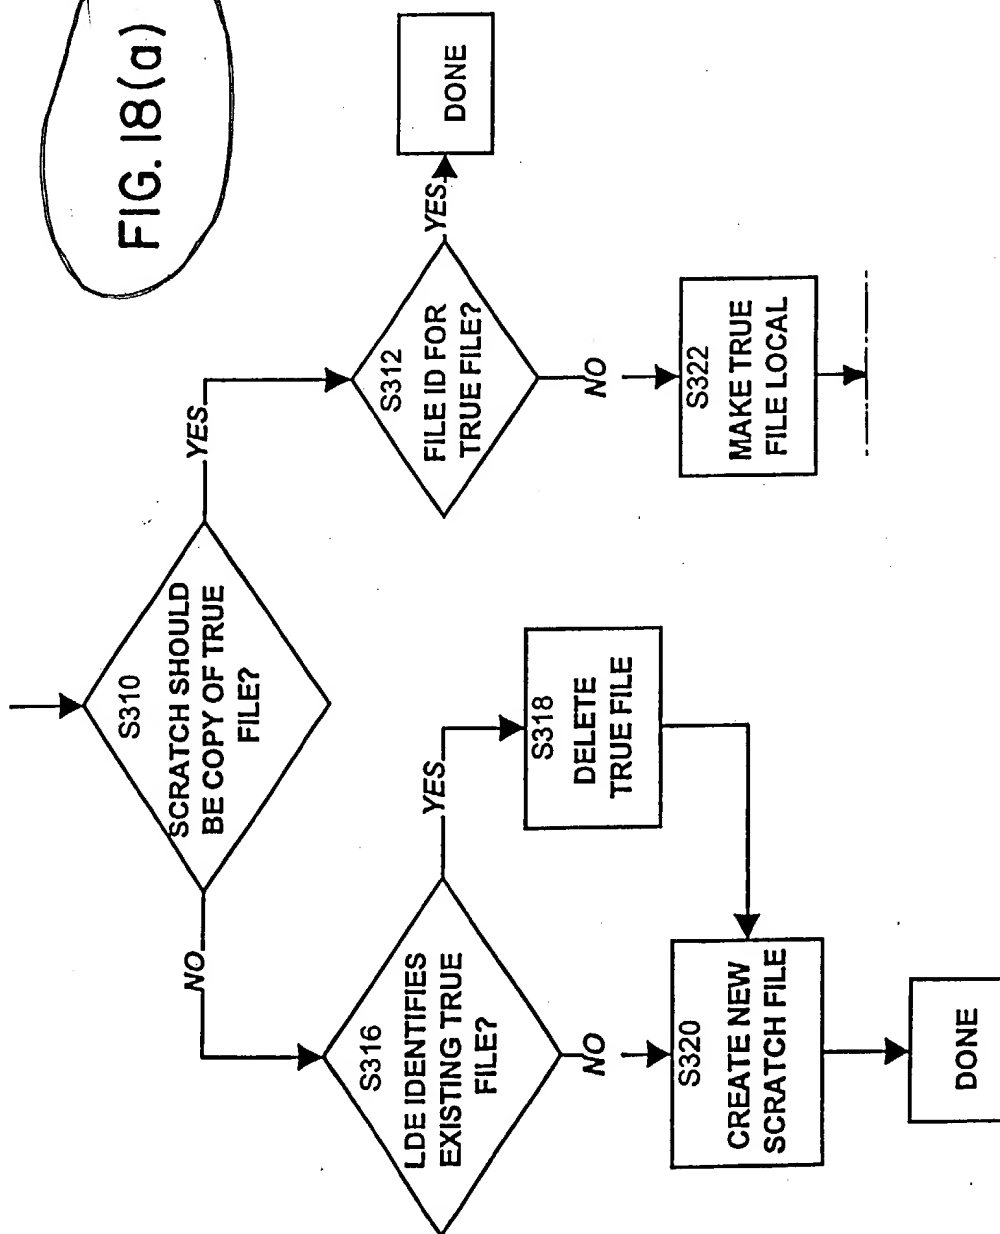 FIG. 18(a)
S310
SCRATCH SHOULD
BE COPY OF TRUE
FILE?
NO
YES
S316
LDE IDENTIFIES
EXISTING TRUE
FILE?
YES
NO
S318
DELETE
TRUE FILE
S320
CREATE NEW
SCRATCH FILE
DONE
S312
FILE ID FOR
TRUE FILE?
YES
DONE
NO
S322
MAKE TRUE
FILE LOCAL